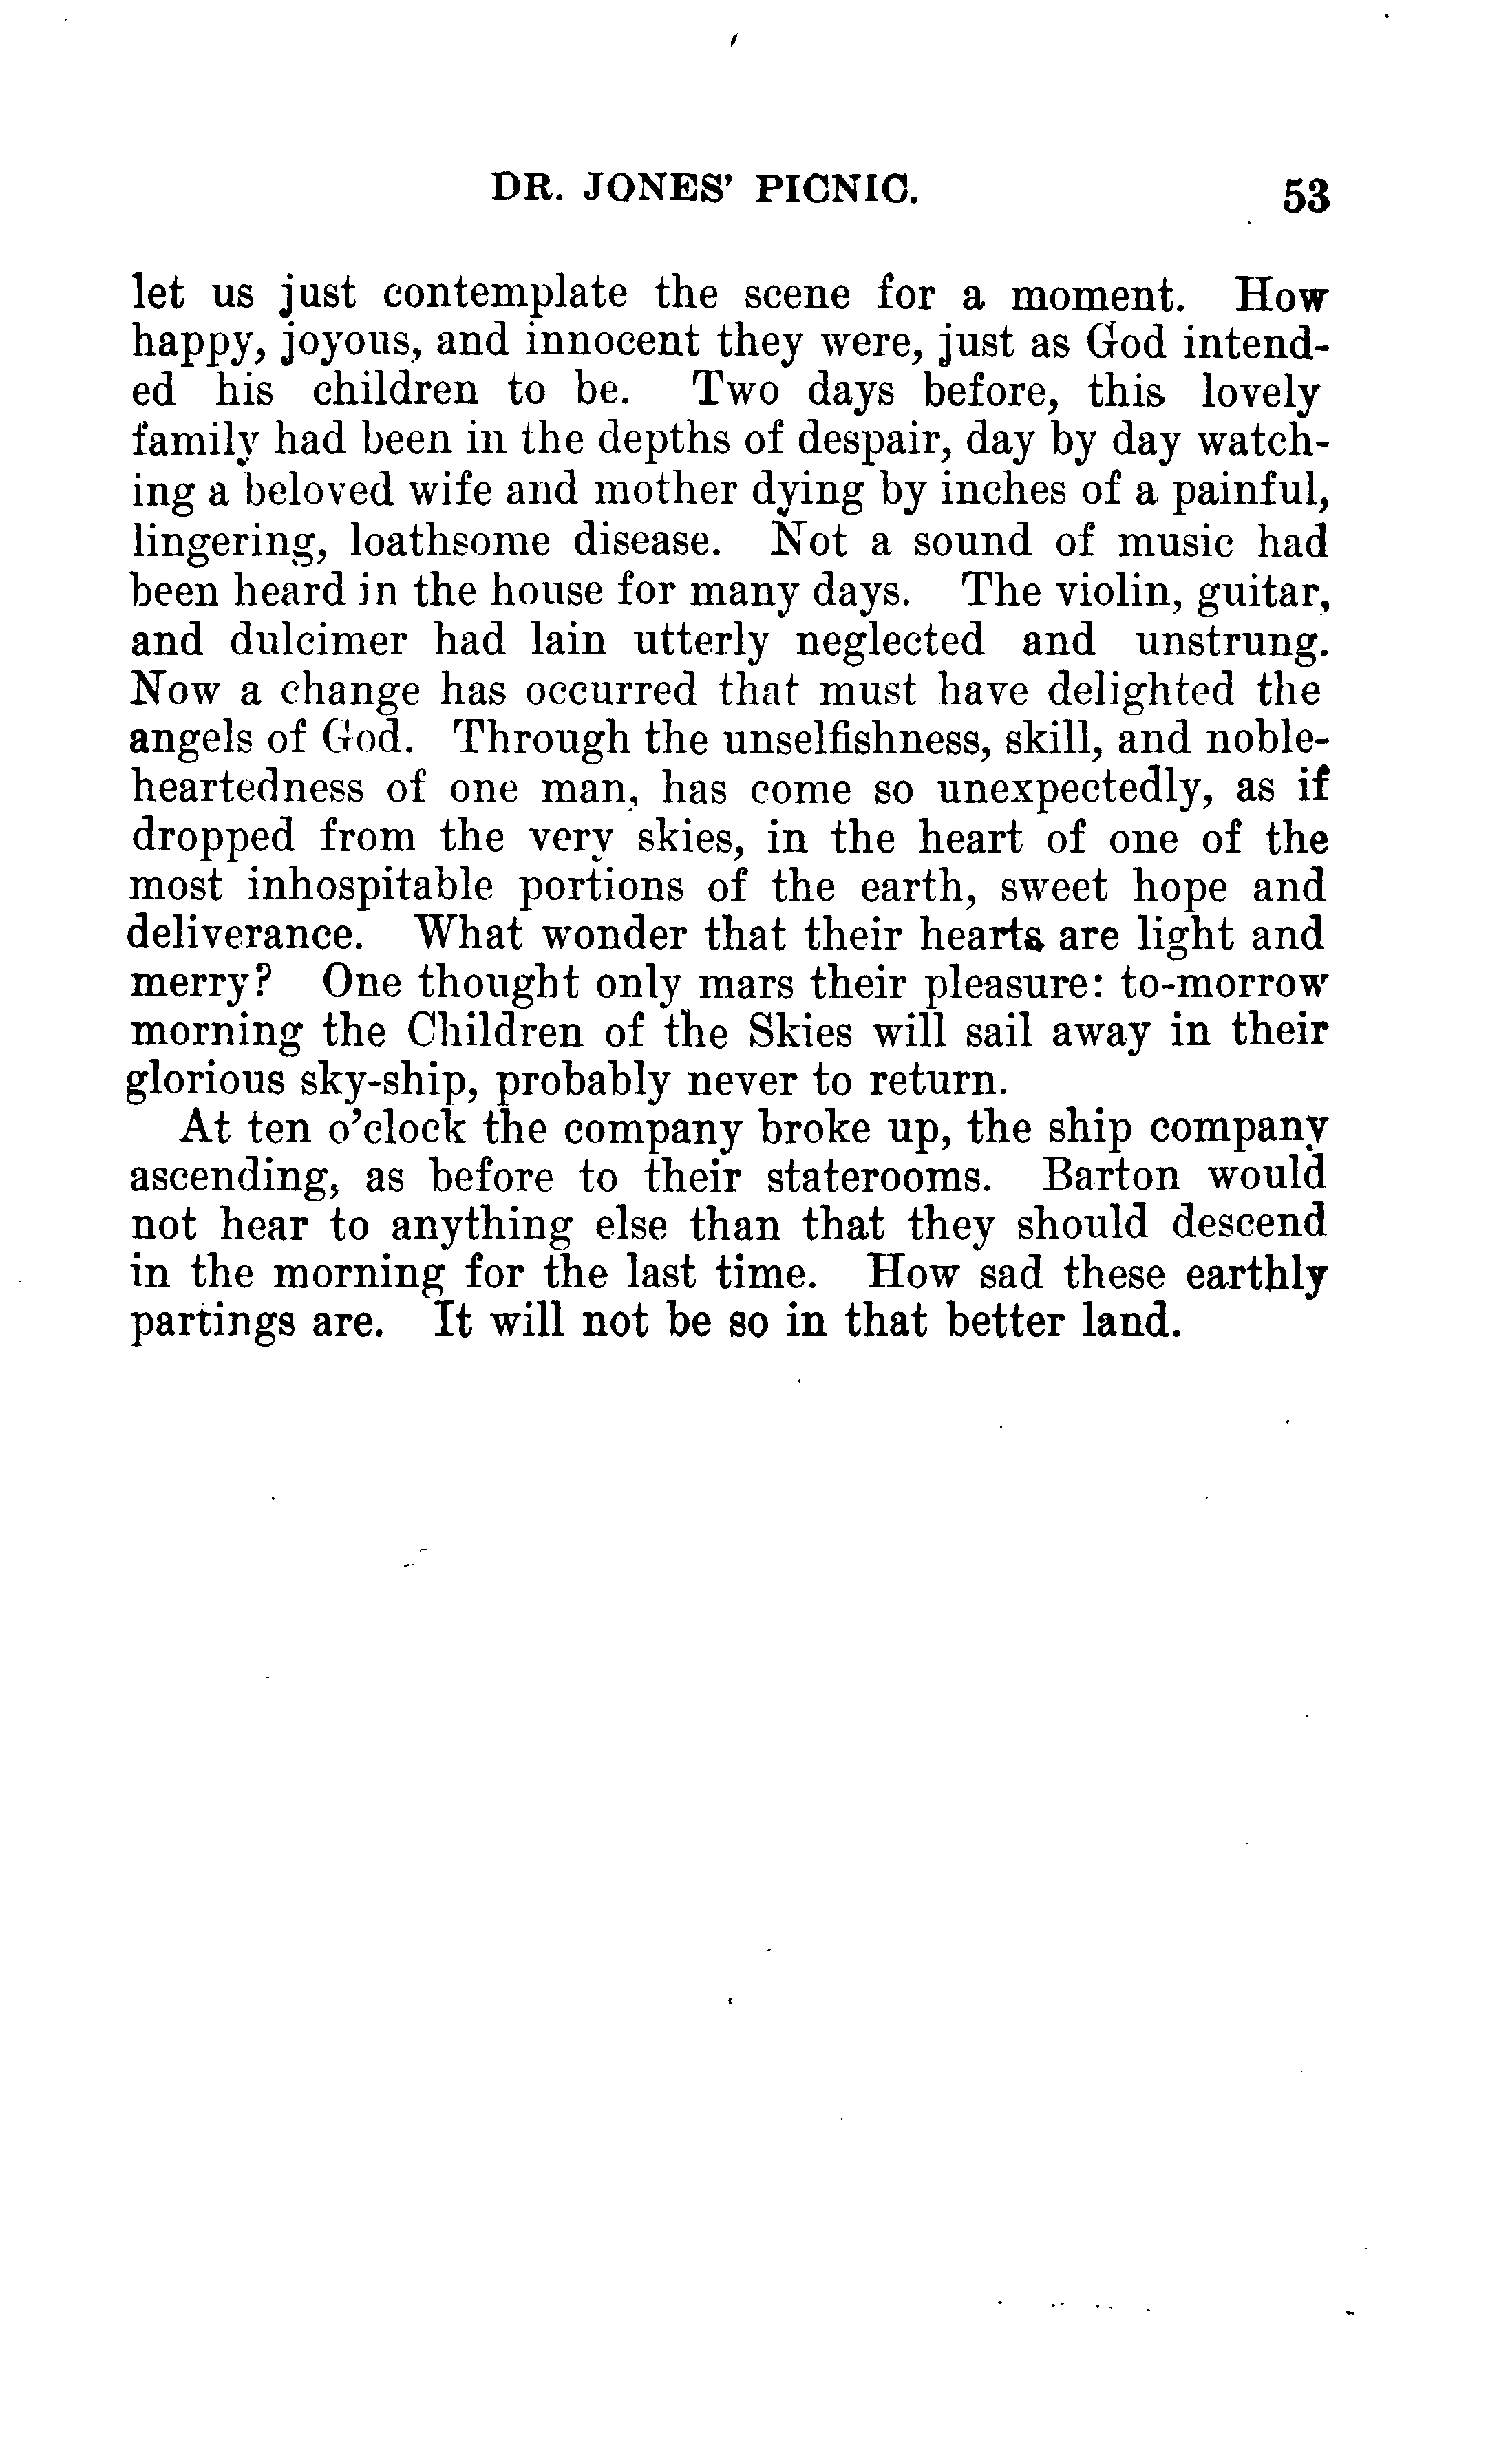 DR. JONES' PICNIC. 53
let us just contemplate the scene for a moment. How
happy, joyous, and innocent they were, just as God intend-
ed his children to be. Two days before, this lovely
family had been in the depths of despair, day by day watch-
ing a beloved wife and mother dying by inches of a painful,
lingering, loathsome disease. Not a sound of music had
been heard in the house for many days. The violin, guitar,
and dulcimer had lain utterly neglected and unstrung.
Now a change has occurred that must have delighted the
angels of God. Through the unselfishness, skill, and noble-
heartedness of one man, has come so unexpectedly, as if
dropped from the very skies, in the heart of one of the
most inhospitable portions of the earth, sweet hope and
deliverance. What wonder that their hearts are light and
merry? One thought only mars their pleasure: to-morrow
morning the Children of the Skies will sail away in their
glorious sky-ship, probably never to return.
At ten o'clock the company broke up, the ship company
ascending, as before to their staterooms. Barton would
not hear to anything else than that they should descend
in the morning for the last time. How sad these earthly
partings are. It will not be so in that better land.